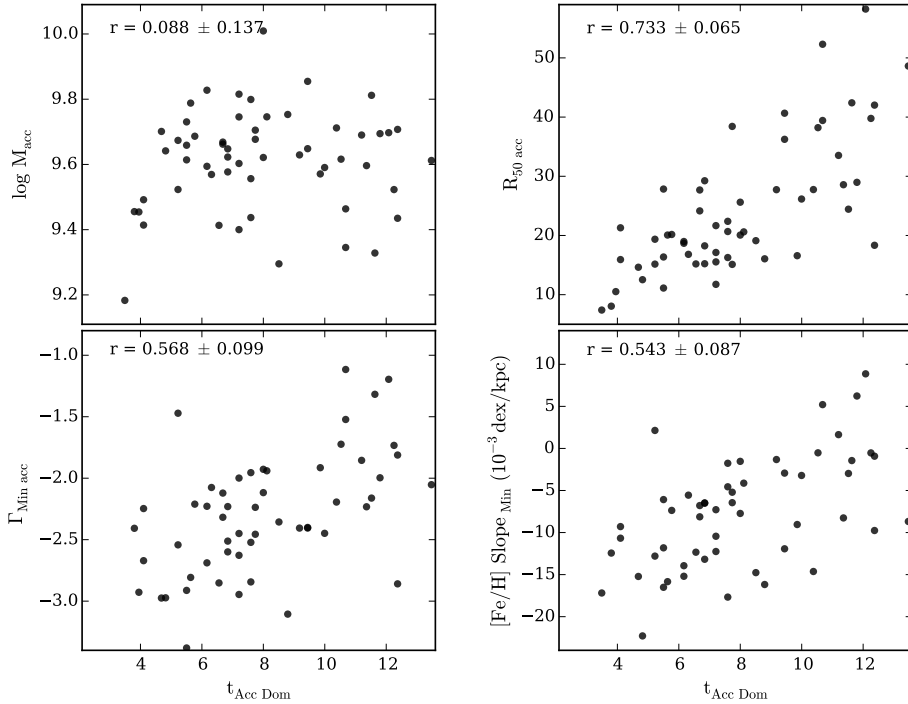 r = 0.088 ± 0.137
10.0
9.8
9.6
9.4
9.2
log M_acc
r = 0.733 ± 0.065
50
40
30
20
10
R_50 acc
r = 0.568 ± 0.099
−1.0
−1.5
−2.0
−2.5
−3.0
Γ_Min acc
4 6 8 10 12
t_Acc Dom
r = 0.543 ± 0.087
10
5
0
−5
−10
−15
−20
[Fe/H] Slope_Min (10^−3 dex/kpc)
4 6 8 10 12
t_Acc Dom